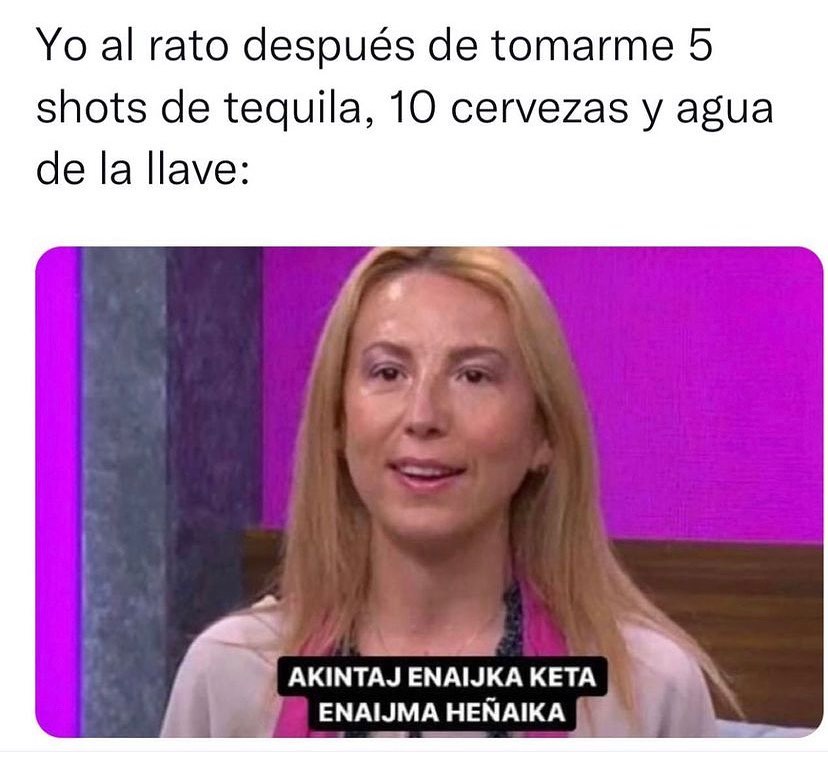 Yo al rato después de tomarme 5
shots de tequila, 10 cervezas y agua
de la llave:
AKINTAJ ENAIJKA KETA
ENAIJMA HEÑAIKA